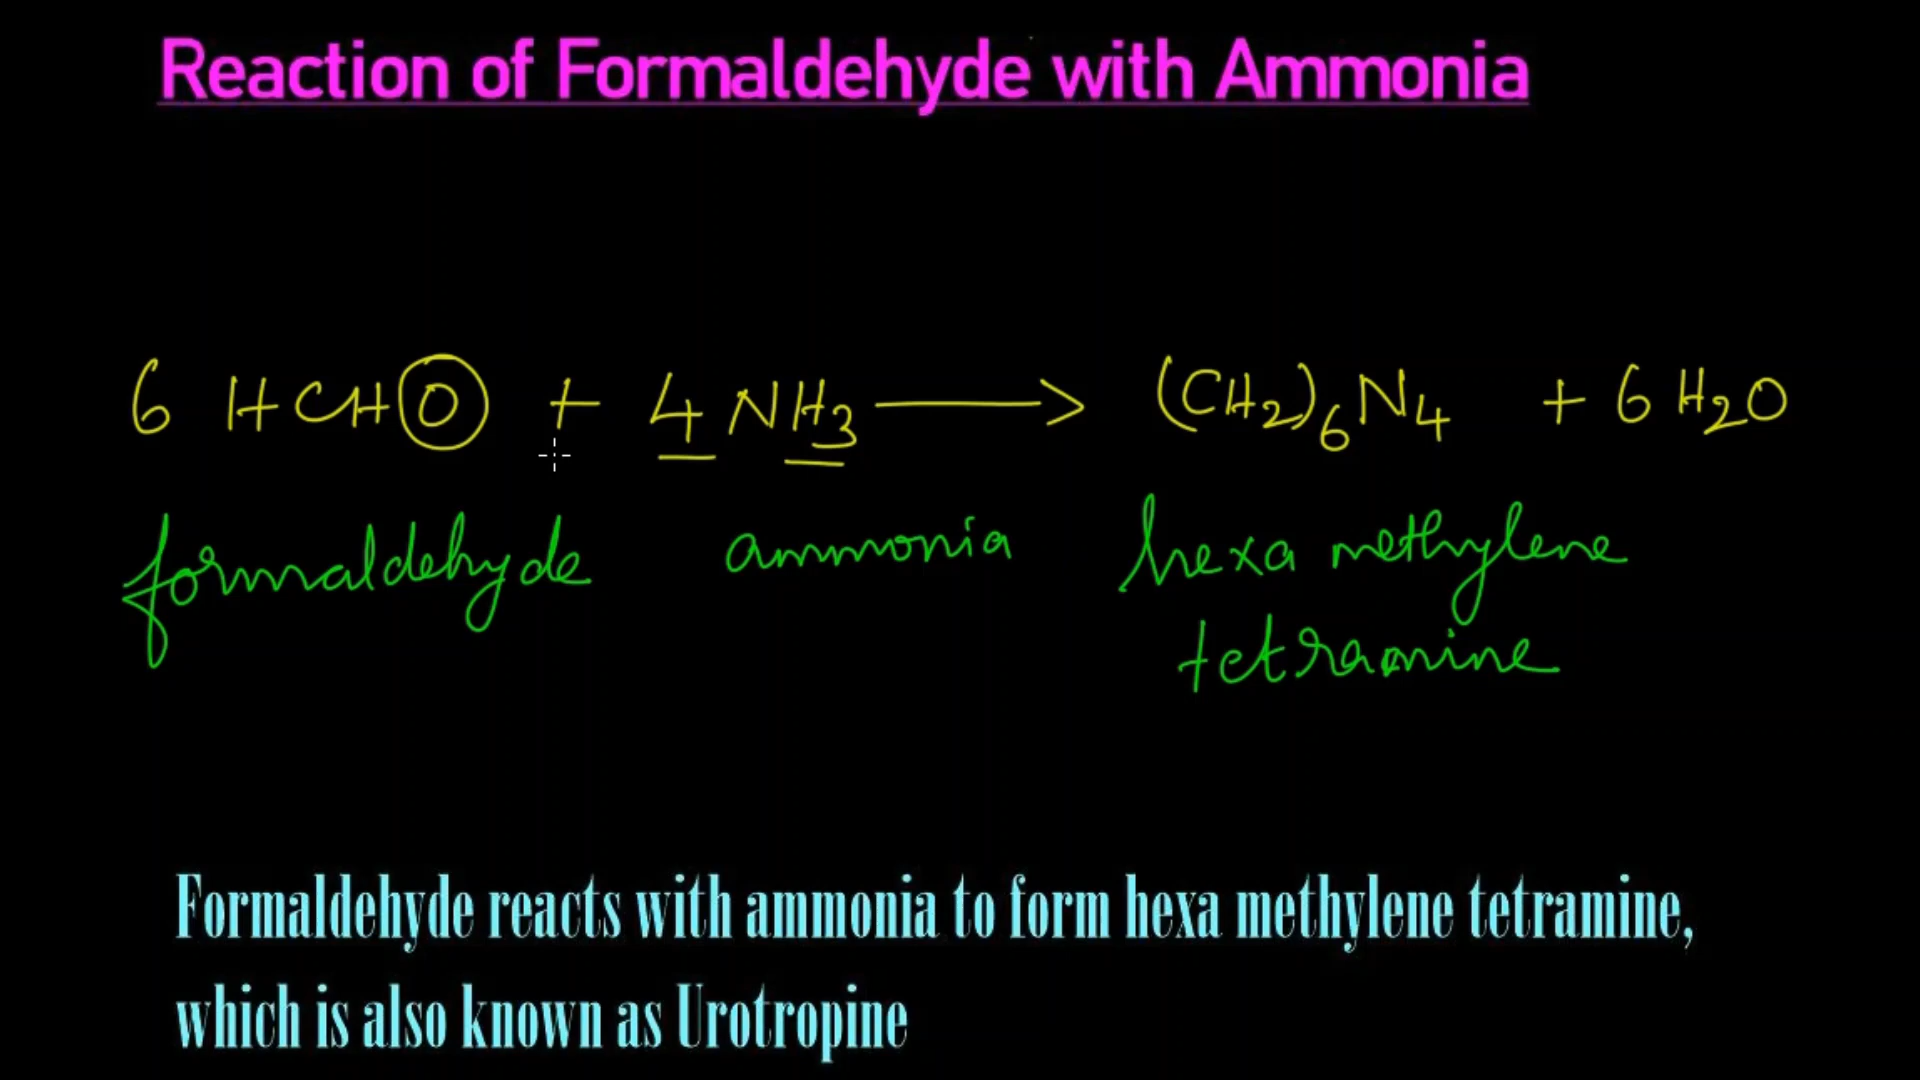 Reaction of Formaldehyde with Ammonia
6 HCHO + 4 NH3 ⟶ (CH2)6N4 + 6 H2O
formaldehyde ammonia hexa methylene
tetramine
Formaldehyde reacts with ammonia to form hexa methylene tetramine,
which is also known as Urotropine